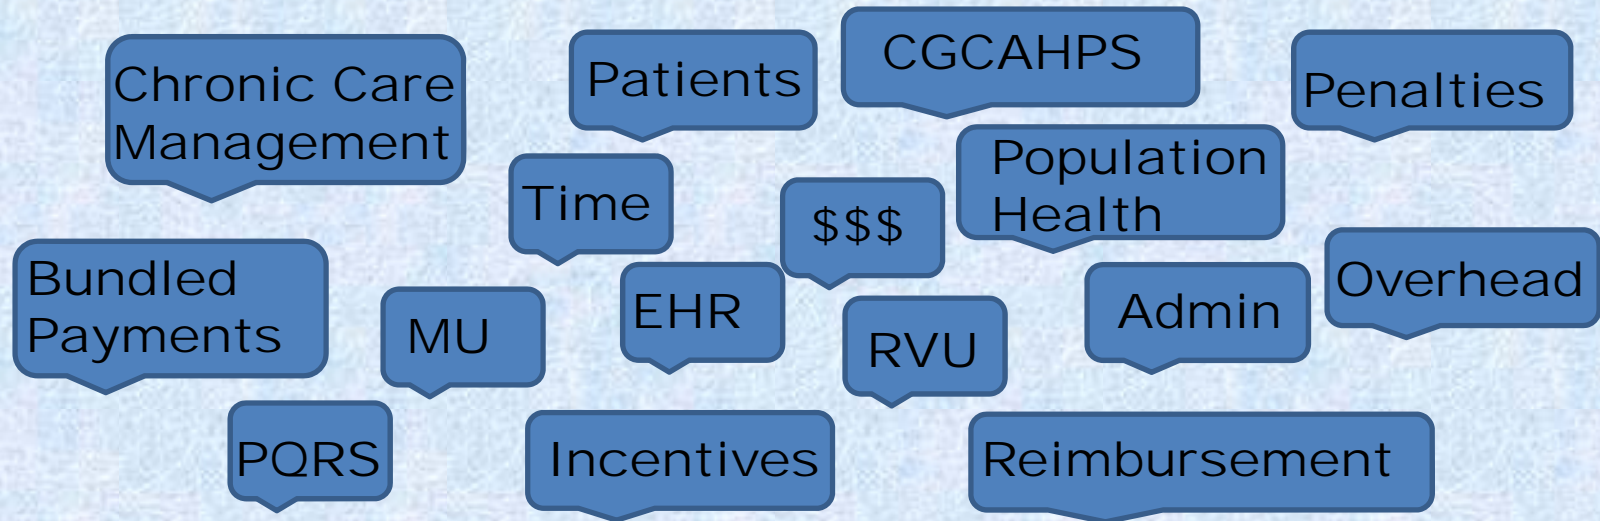 Chronic Care
Management
Patients
CGCAHPS
Penalties
Time
$$$
Population
Health
Bundled
Payments
MU
EHR
RVU
Admin
Overhead
PQRS
Incentives
Reimbursement